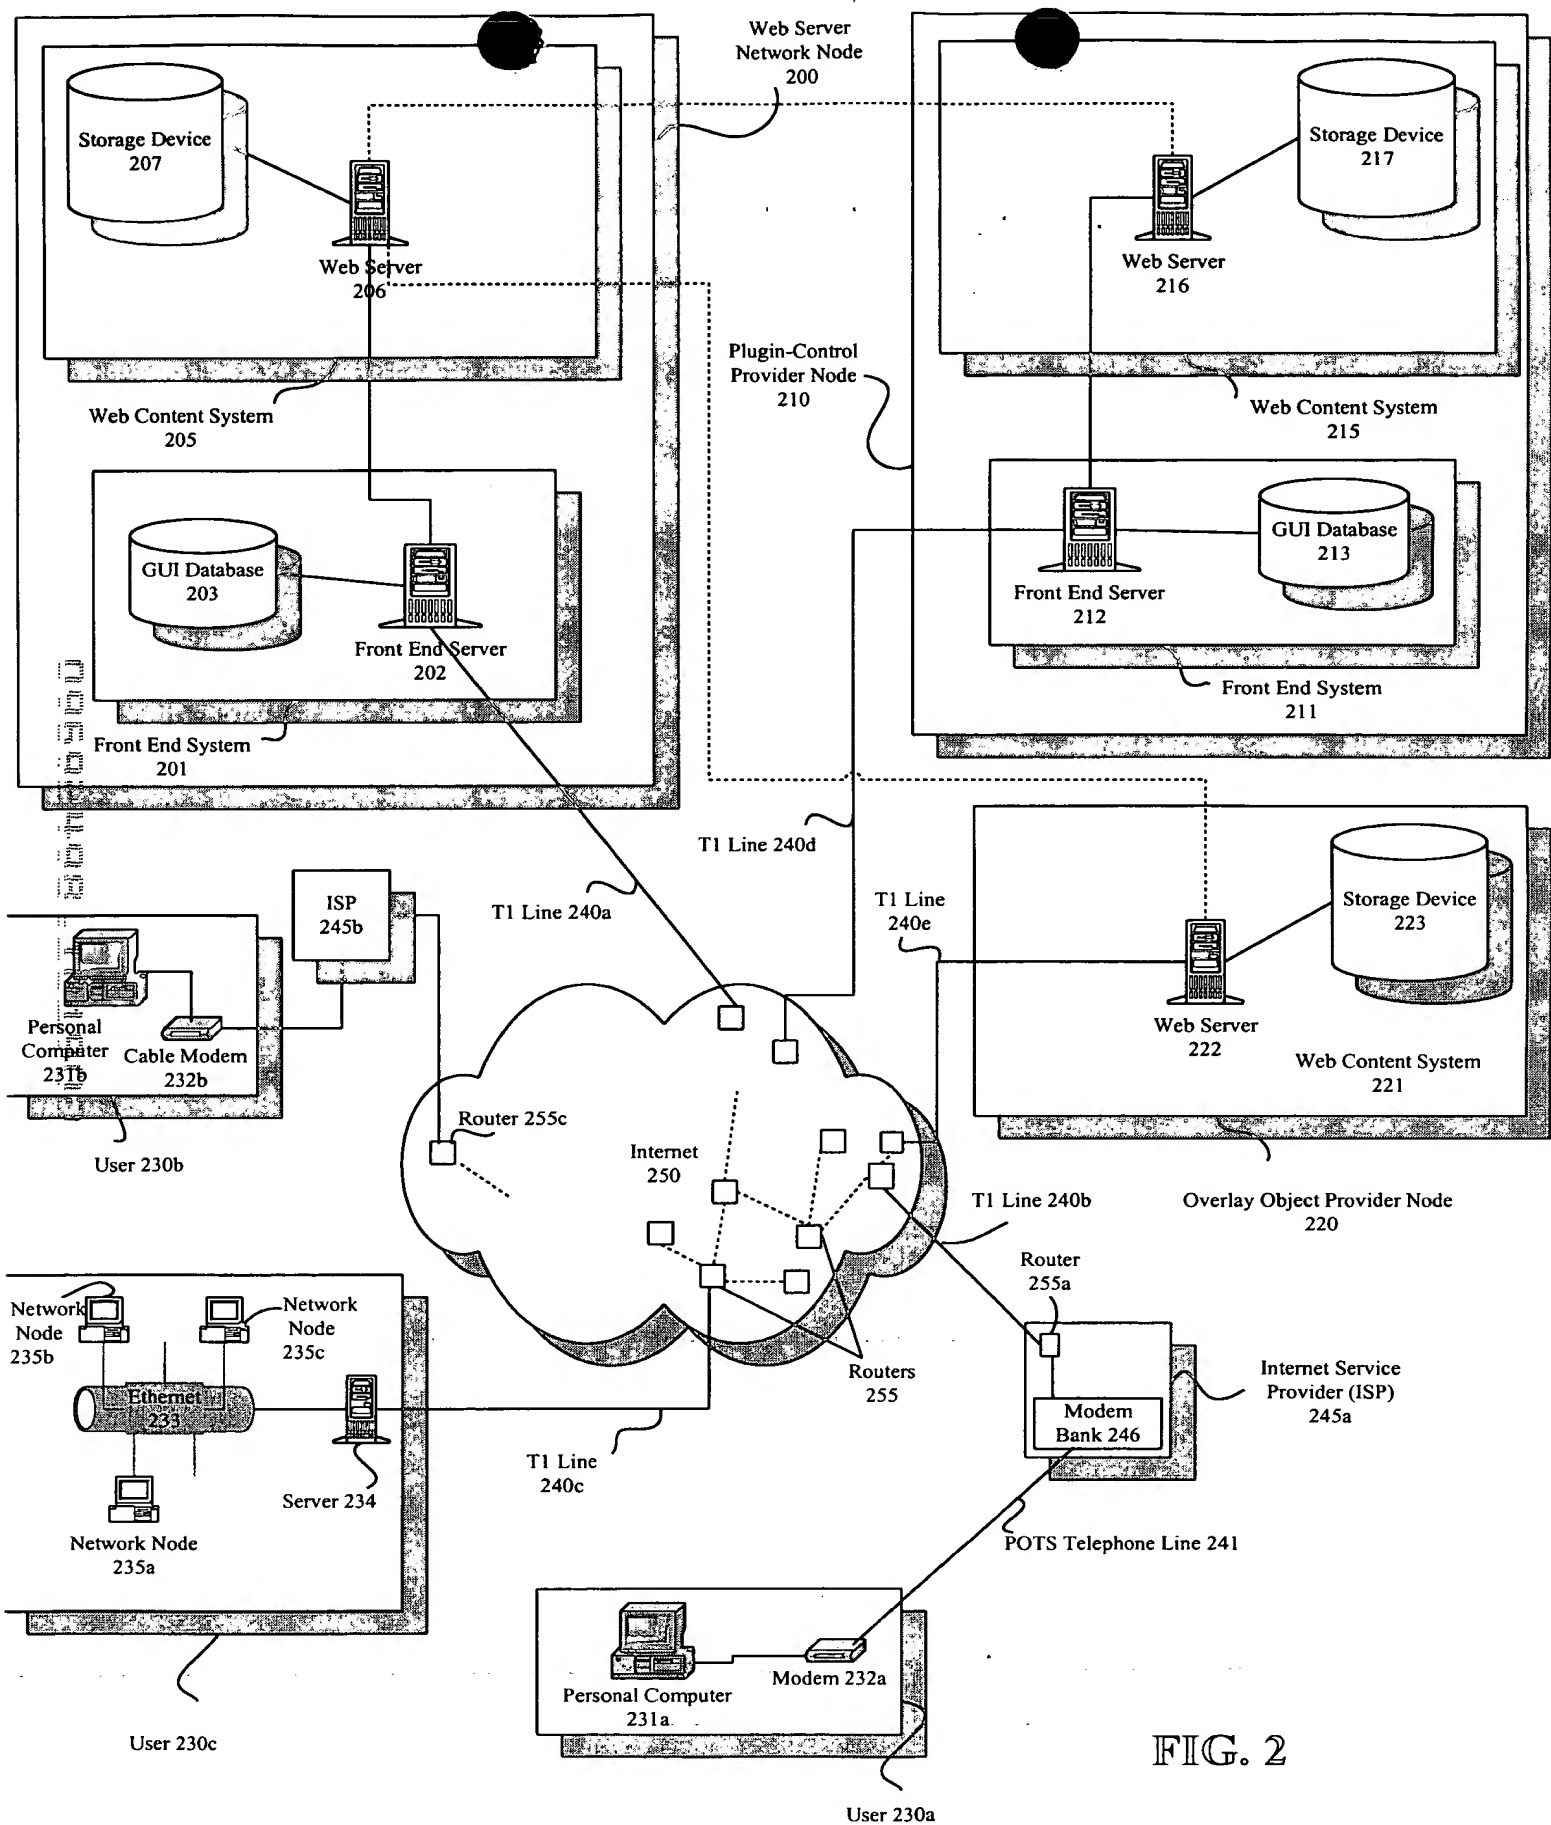 Web Server
Network Node
200
Storage Device
207
Web Server
206
Storage Device
217
Web Server
216
Web Content System
205
Plugin-Control
Provider Node
210
Web Content System
215
GUI Database
203
Front End Server
202
Front End System
201
GUI Database
213
Front End Server
212
Front End System
211
T1 Line 240d
T1 Line 240a
T1 Line
240e
ISP
245b
Personal
Computer
231b
Cable Modem
232b
User 230b
Storage Device
223
Web Server
222
Web Content System
221
Overlay Object Provider Node
220
Router 255c
Internet
250
T1 Line 240b
Router
255a
Network
Node
235b
Network
Node
235c
Ethernet
233
Server 234
Network Node
235a
User 230c
T1 Line
240c
Routers
255
Internet Service
Provider (ISP)
245a
Modem
Bank 246
POTS Telephone Line 241
Personal Computer
231a
Modem 232a
User 230a
FIG. 2